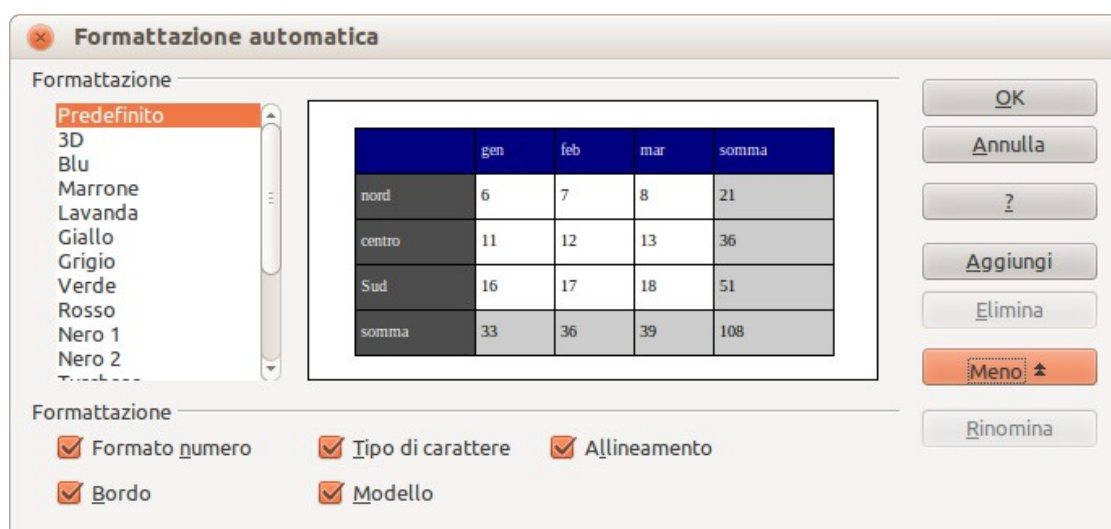 Formattazione automatica
Formattazione
Predefinito
3D
Blu
Marrone
Lavanda
Giallo
Grigio
Verde
Rosso
Nero 1
Nero 2
gen feb mar somma
nord 6 7 8 21
centro 11 12 13 36
Sud 16 17 18 51
somma 33 36 39 108
OK
Annulla
?
Aggiungi
Elimina
Meno
Rinomina
Formattazione
Formato numero Tipo di carattere Allineamento
Bordo Modello